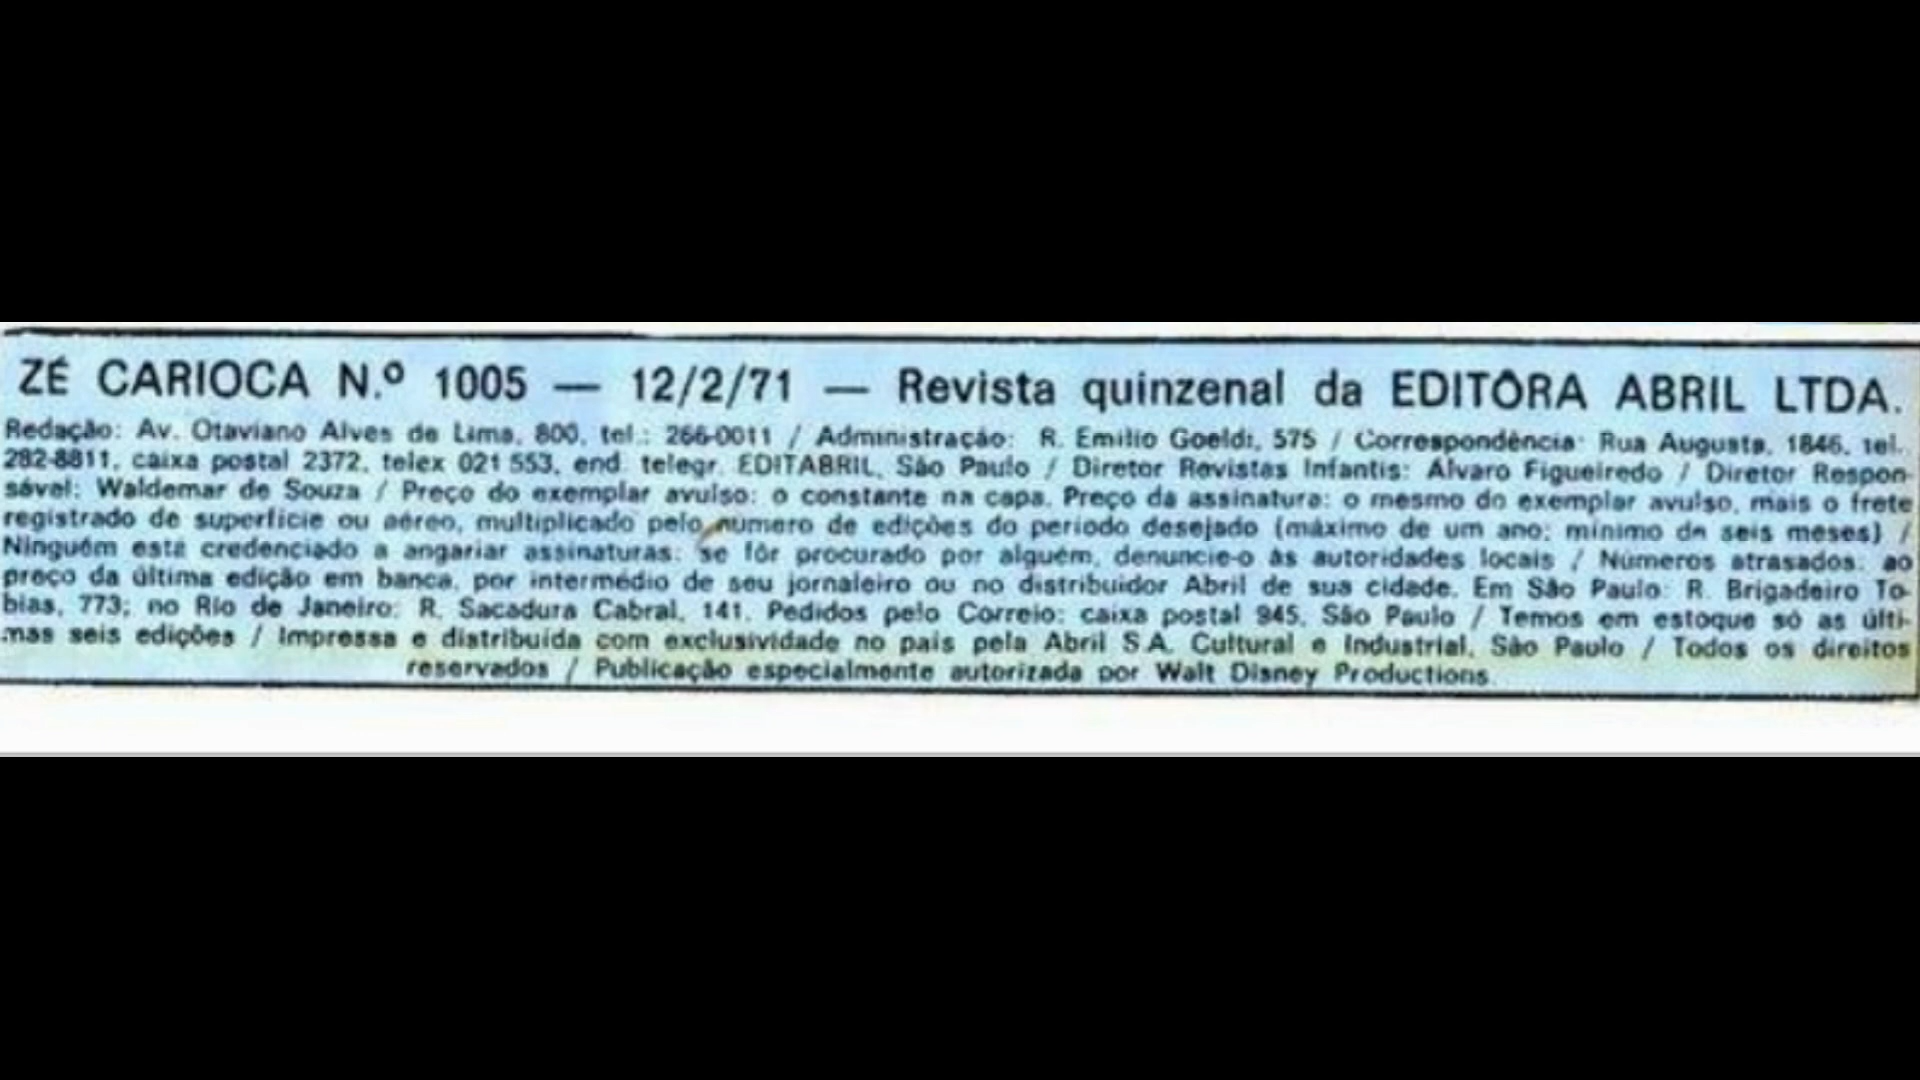 ZÉ CARIOCA N.º 1005 — 12/2/71 — Revista quinzenal da EDITÔRA ABRIL LTDA.
Redação: Av. Otaviano Alves de Lima, 800, tel.: 266-0011 / Administração: R. Emilio Goeldi, 575 / Correspondência: Rua Augusta, 1846, tel.
282-8811, caixa postal 2372, telex 021 553, end. telegr. EDITABRIL, São Paulo / Diretor Revistas Infantis: Álvaro Figueiredo / Diretor Respon-
sável: Waldemar de Souza / Preço do exemplar avulso: o constante na capa. Preço da assinatura: o mesmo do exemplar avulso, mais o frete
registrado de superfície ou aéreo, multiplicado pelo número de edições do período desejado (máximo de um ano; mínimo de seis meses) /
Ninguém está credenciado a angariar assinaturas: se fôr procurado por alguém, denuncie-o às autoridades locais / Números atrasados: ao
preço da última edição em banca, por intermédio de seu jornaleiro ou no distribuidor Abril de sua cidade. Em São Paulo: R. Brigadeiro To-
bias, 773; no Rio de Janeiro: R. Sacadura Cabral, 141. Pedidos pelo Correio: caixa postal 945, São Paulo / Temos em estoque só as últi-
mas seis edições / Impressa e distribuída com exclusividade no país pela Abril S.A. Cultural e Industrial, São Paulo / Todos os direitos
reservados / Publicação especialmente autorizada por Walt Disney Productions.